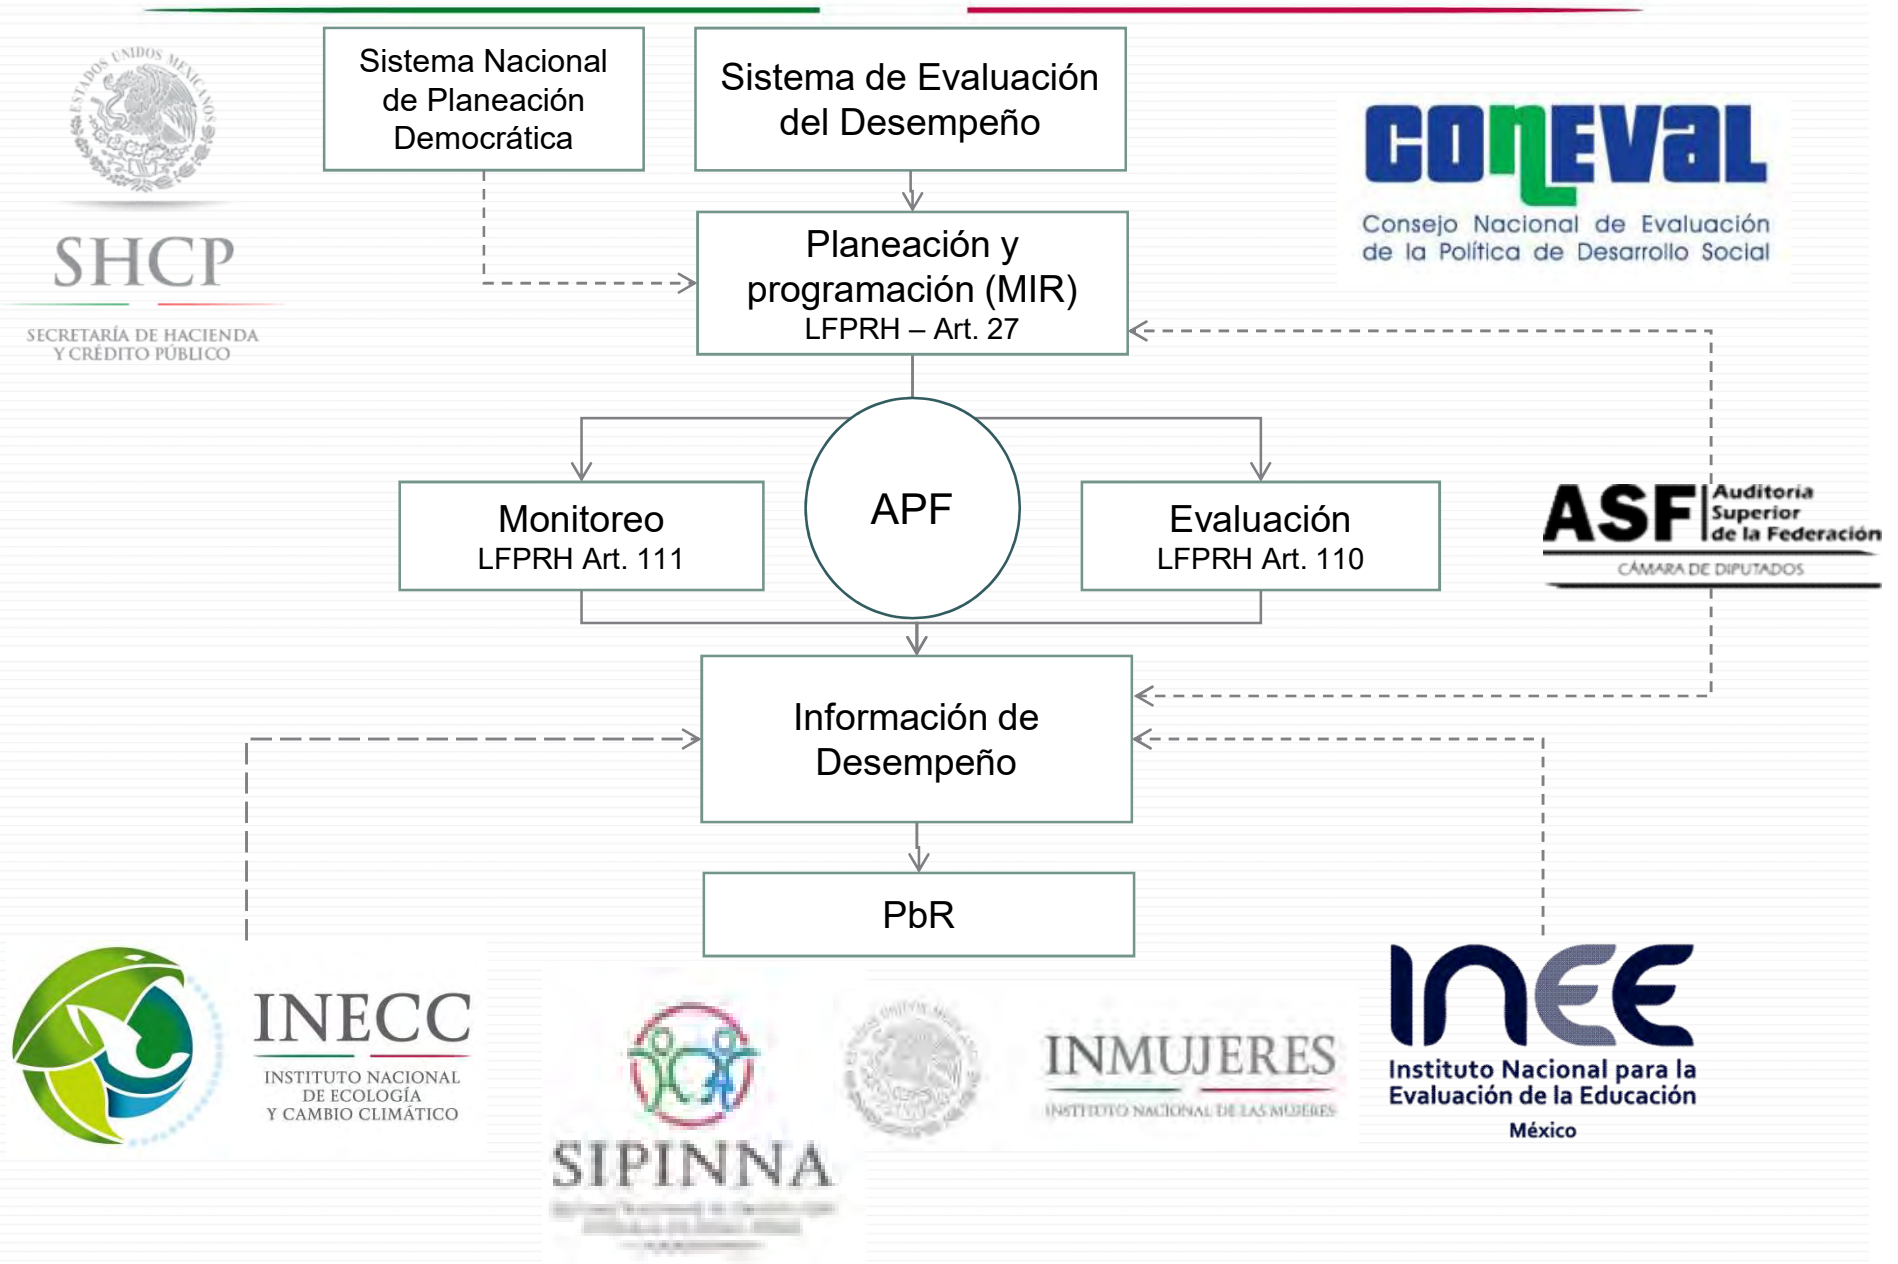 ESTADOS UNIDOS MEXICANOS
SHCP
SECRETARÍA DE HACIENDA
Y CRÉDITO PÚBLICO
Sistema Nacional
de Planeación
Democrática
Sistema de Evaluación
del Desempeño
CONEVAL
Consejo Nacional de Evaluación
de la Política de Desarrollo Social
Planeación y
programación (MIR)
LFPRH – Art. 27
Monitoreo
LFPRH Art. 111
APF
Evaluación
LFPRH Art. 110
ASF
Auditoría
Superior
de la Federación
CÁMARA DE DIPUTADOS
Información de
Desempeño
PbR
INECC
INSTITUTO NACIONAL
DE ECOLOGÍA
Y CAMBIO CLIMÁTICO
SIPINNA
INMUJERES
INSTITUTO NACIONAL DE LAS MUJERES
INEE
Instituto Nacional para la
Evaluación de la Educación
México